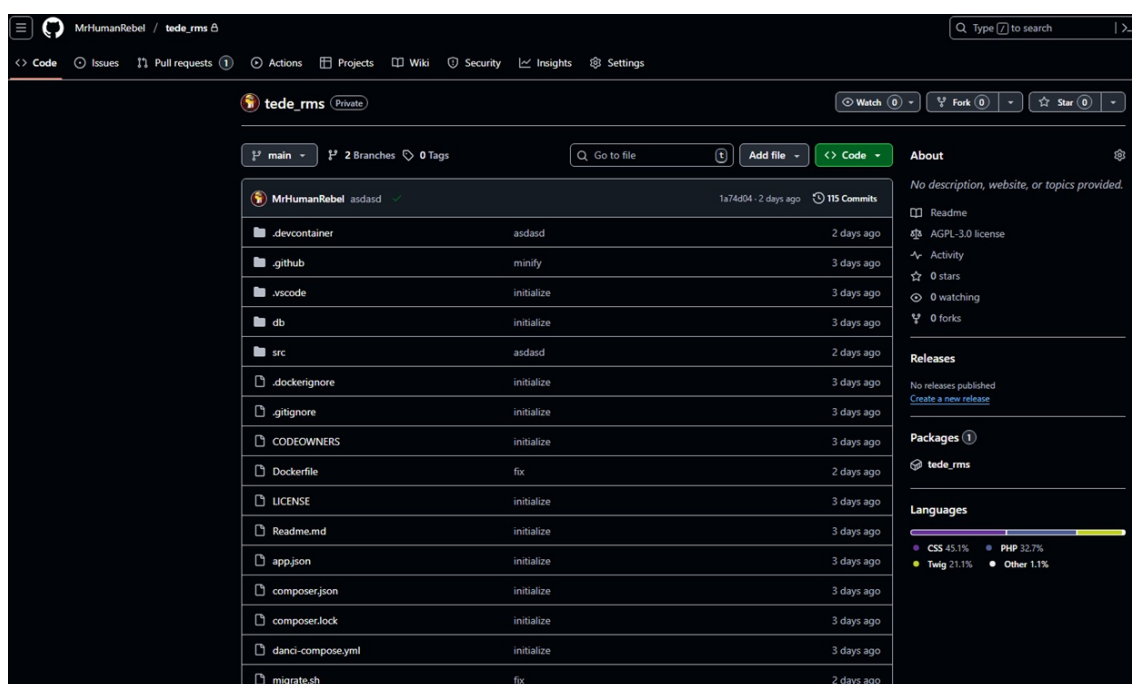 MrHumanRebel / tede_rms
Type / to search
Code Issues Pull requests 1 Actions Projects Wiki Security Insights Settings
tede_rms Private
Watch 0 Fork 0 Star 0
main 2 Branches 0 Tags Go to file t Add file Code
MrHumanRebel asdasd 1a74d04 · 2 days ago 115 Commits
.devcontainer asdasd 2 days ago
.github minify 3 days ago
.vscode initialize 3 days ago
db initialize 3 days ago
src asdasd 2 days ago
.dockerignore initialize 3 days ago
.gitignore initialize 3 days ago
CODEOWNERS initialize 3 days ago
Dockerfile fix 2 days ago
LICENSE initialize 3 days ago
Readme.md initialize 3 days ago
app.json initialize 3 days ago
composer.json initialize 3 days ago
composer.lock initialize 3 days ago
danci-compose.yml initialize 3 days ago
migrate.sh fix 2 days ago
About
No description, website, or topics provided.
Readme
AGPL-3.0 license
Activity
0 stars
0 watching
0 forks
Releases
No releases published
Create a new release
Packages 1
tede_rms
Languages
CSS 45.1% PHP 32.7%
Twig 21.1% Other 1.1%